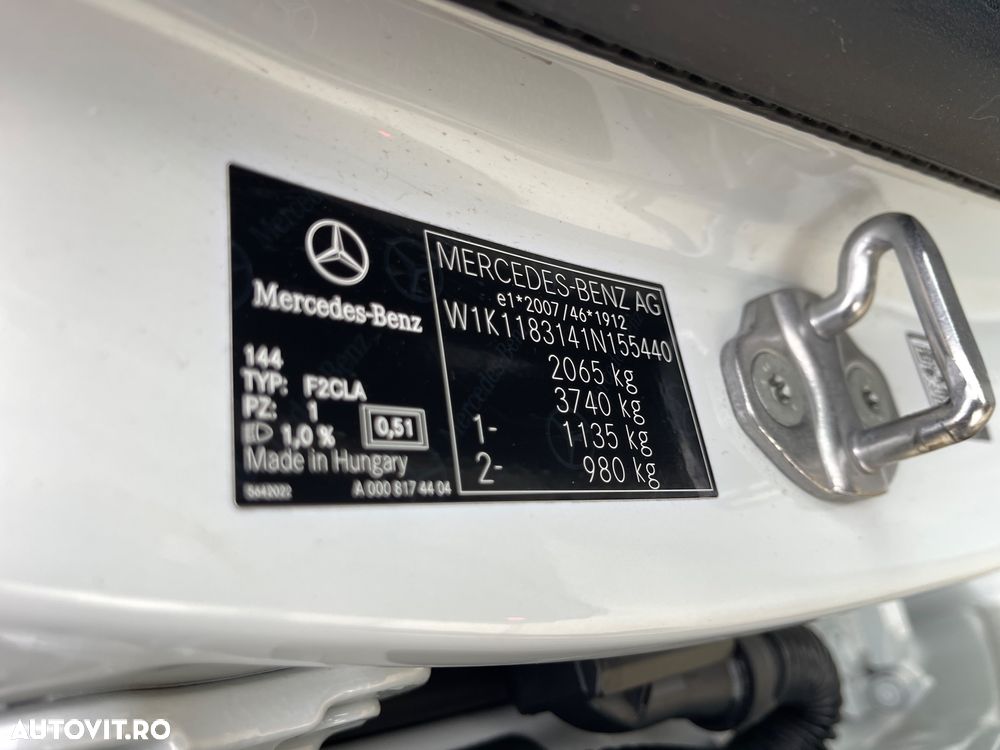 Mercedes-Benz
144
TYP: F2CLA
PZ: 1
1,0 %
0,51
Made in Hungary
A 000 817 44 04
MERCEDES-BENZ AG
e1*2007/46*1912
W1K1183141N155440
2065 kg
3740 kg
1- 1135 kg
2- 980 kg
AUTOVIT.RO